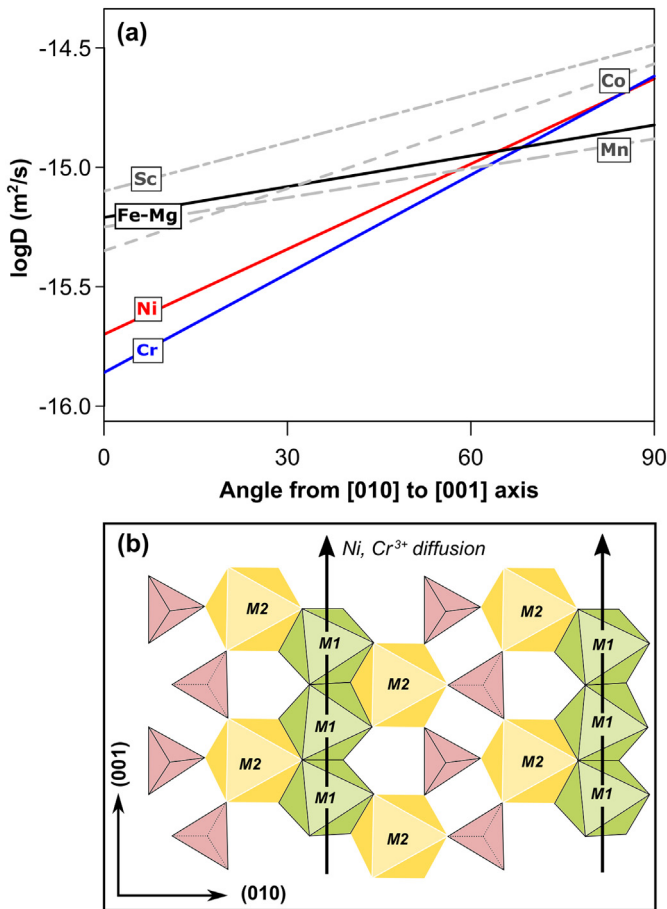 (a)
-14.5
Co
-15.0
Sc
Mn
Fe-Mg
logD (m²/s)
-15.5
Ni
Cr
-16.0
0
30
60
90
Angle from [010] to [001] axis
(b)
Ni, Cr³⁺ diffusion
M2
M2
M1
M1
M2
M2
M1
M1
M2
M2
M1
M1
M2
M2
(001)
(010)